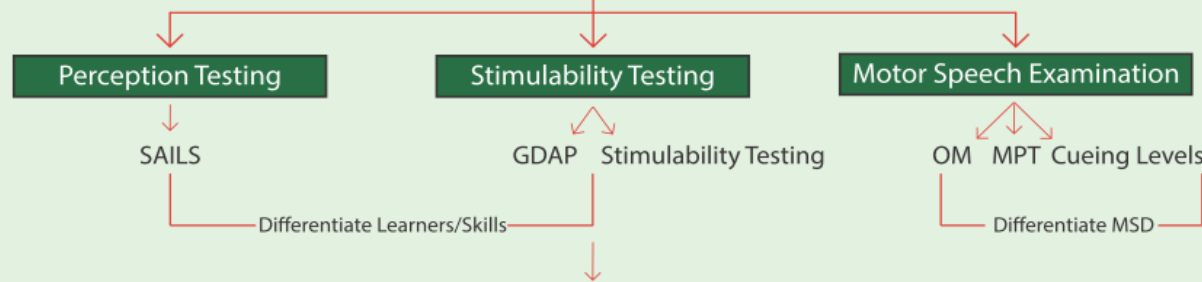 Perception Testing
Stimulability Testing
Motor Speech Examination
SAILS
GDAP
Stimulability Testing
OM
MPT
Cueing Levels
Differentiate Learners/Skills
Differentiate MSD